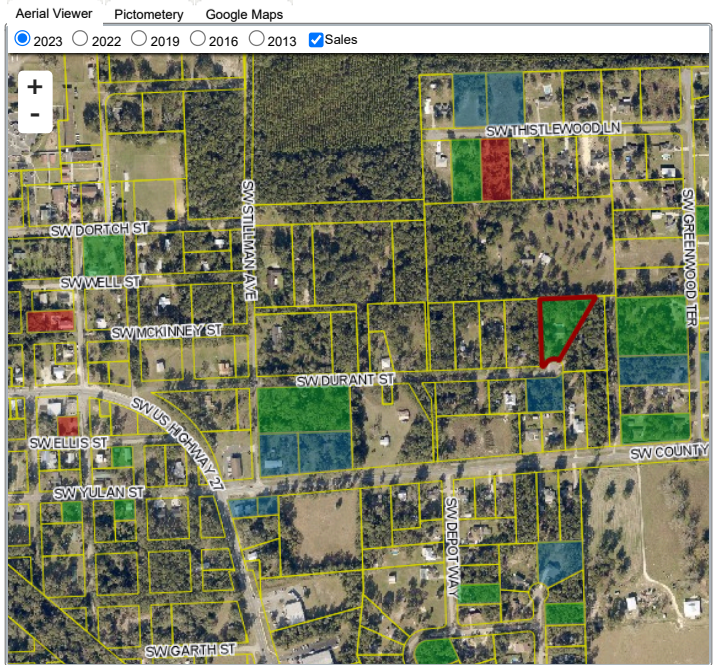 Aerial Viewer Pictometery Google Maps
2023 2022 2019 2016 2013 Sales
+
-
SW THISTLEWOOD LN
SW STILLMAN AVE
SW GREENWOOD TER
SW DORTCH ST
SW WELL ST
SW MCKINNEY ST
SW DURANT ST
SW US HIGHWAY 27
SW ELLIS ST
SW COUNTY
SW YULAN ST
SW DEPOT WAY
SW GARTH ST